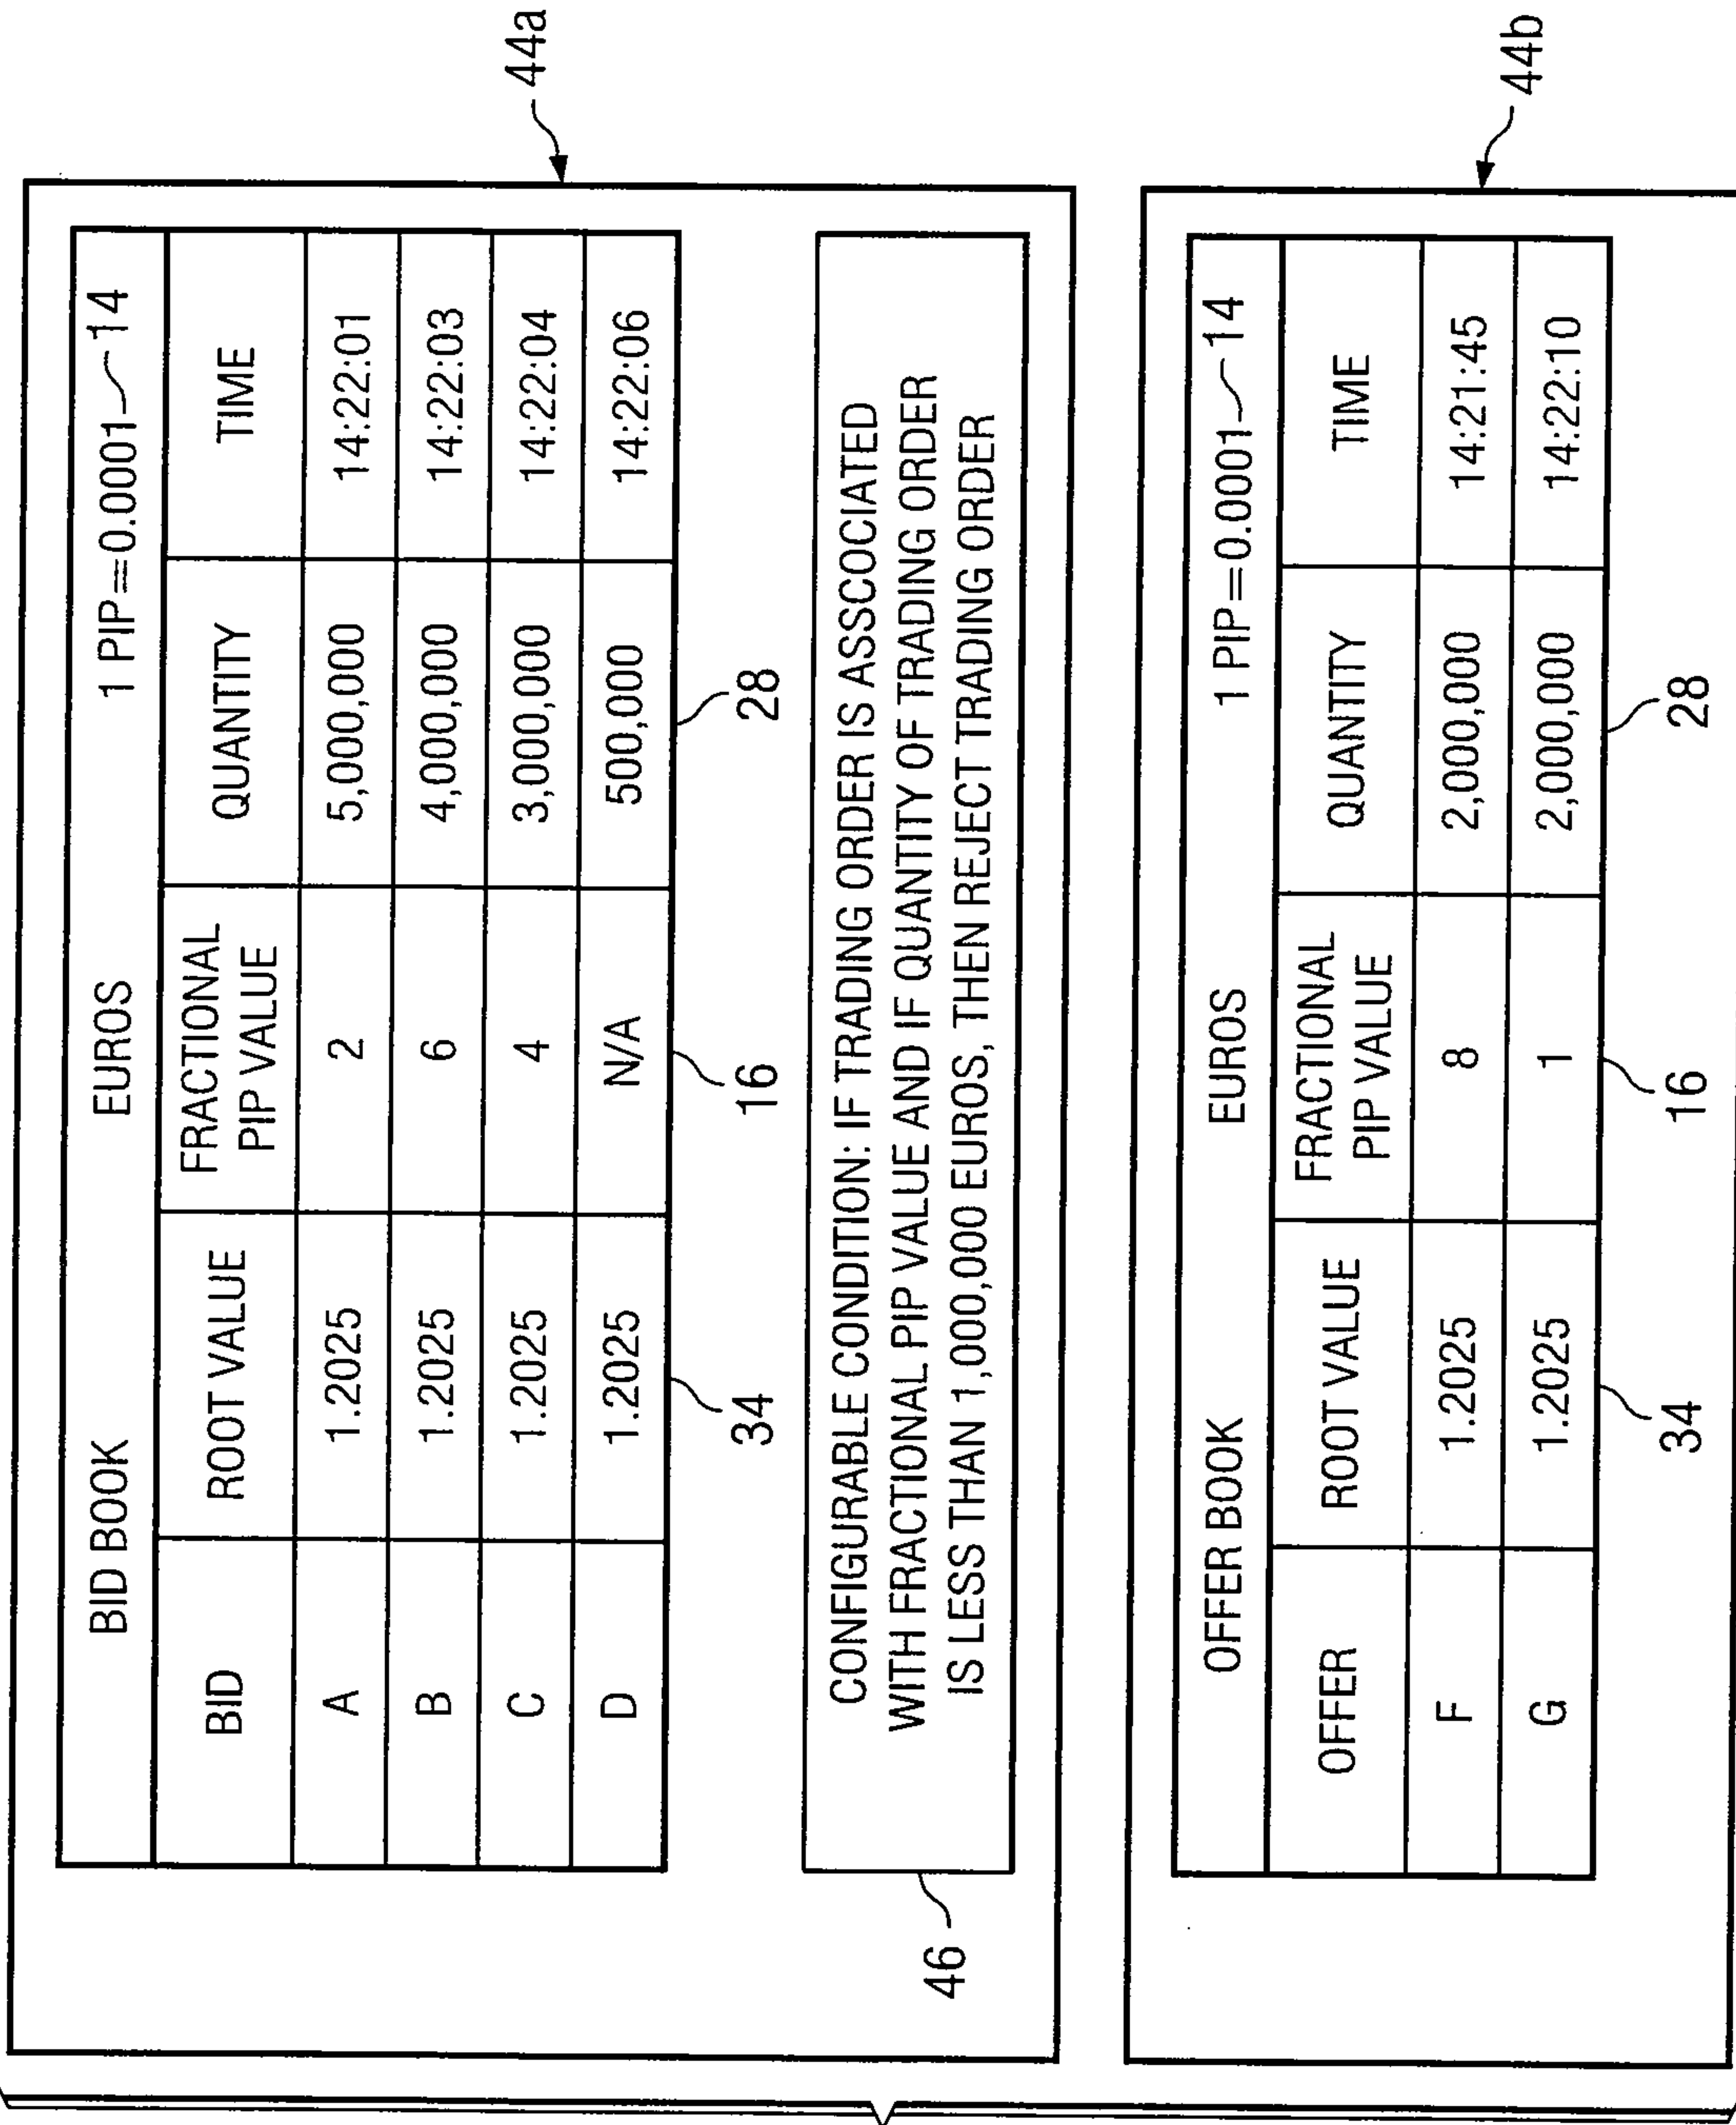 44a
BID BOOK EUROS 1 PIP=0.0001 14
BID ROOT VALUE FRACTIONAL PIP VALUE QUANTITY TIME
A 1.2025 2 5,000,000 14:22:01
B 1.2025 6 4,000,000 14:22:03
C 1.2025 4 3,000,000 14:22:04
D 1.2025 N/A 500,000 14:22:06
34 16 28
46
CONFIGURABLE CONDITION: IF TRADING ORDER IS ASSCOCIATED
WITH FRACTIONAL PIP VALUE AND IF QUANTITY OF TRADING ORDER
IS LESS THAN 1,000,000 EUROS, THEN REJECT TRADING ORDER
44b
OFFER BOOK EUROS 1 PIP=0.0001 14
OFFER ROOT VALUE FRACTIONAL PIP VALUE QUANTITY TIME
F 1.2025 8 2,000,000 14:21:45
G 1.2025 1 2,000,000 14:22:10
34 16 28